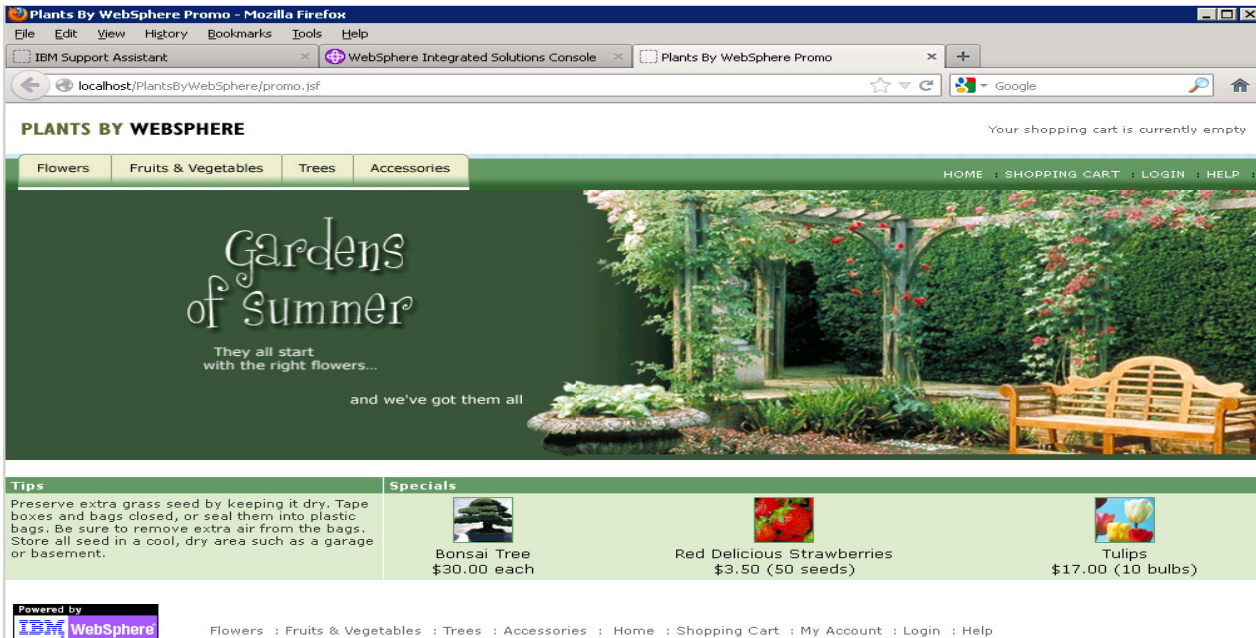 Plants By WebSphere Promo - Mozilla Firefox
File Edit View History Bookmarks Tools Help
IBM Support Assistant × WebSphere Integrated Solutions Console × Plants By WebSphere Promo × +
localhost/PlantsByWebSphere/promo.jsf Google
PLANTS BY WEBSPHERE Your shopping cart is currently empty
Flowers Fruits & Vegetables Trees Accessories
HOME : SHOPPING CART : LOGIN : HELP :
Gardens
of Summer
They all start
with the right flowers...
and we've got them all
Tips
Preserve extra grass seed by keeping it dry. Tape
boxes and bags closed, or seal them into plastic
bags. Be sure to remove extra air from the bags.
Store all seed in a cool, dry area such as a garage
or basement.
Specials
Bonsai Tree
$30.00 each
Red Delicious Strawberries
$3.50 (50 seeds)
Tulips
$17.00 (10 bulbs)
Powered by
IBM WebSphere
Flowers : Fruits & Vegetables : Trees : Accessories : Home : Shopping Cart : My Account : Login : Help